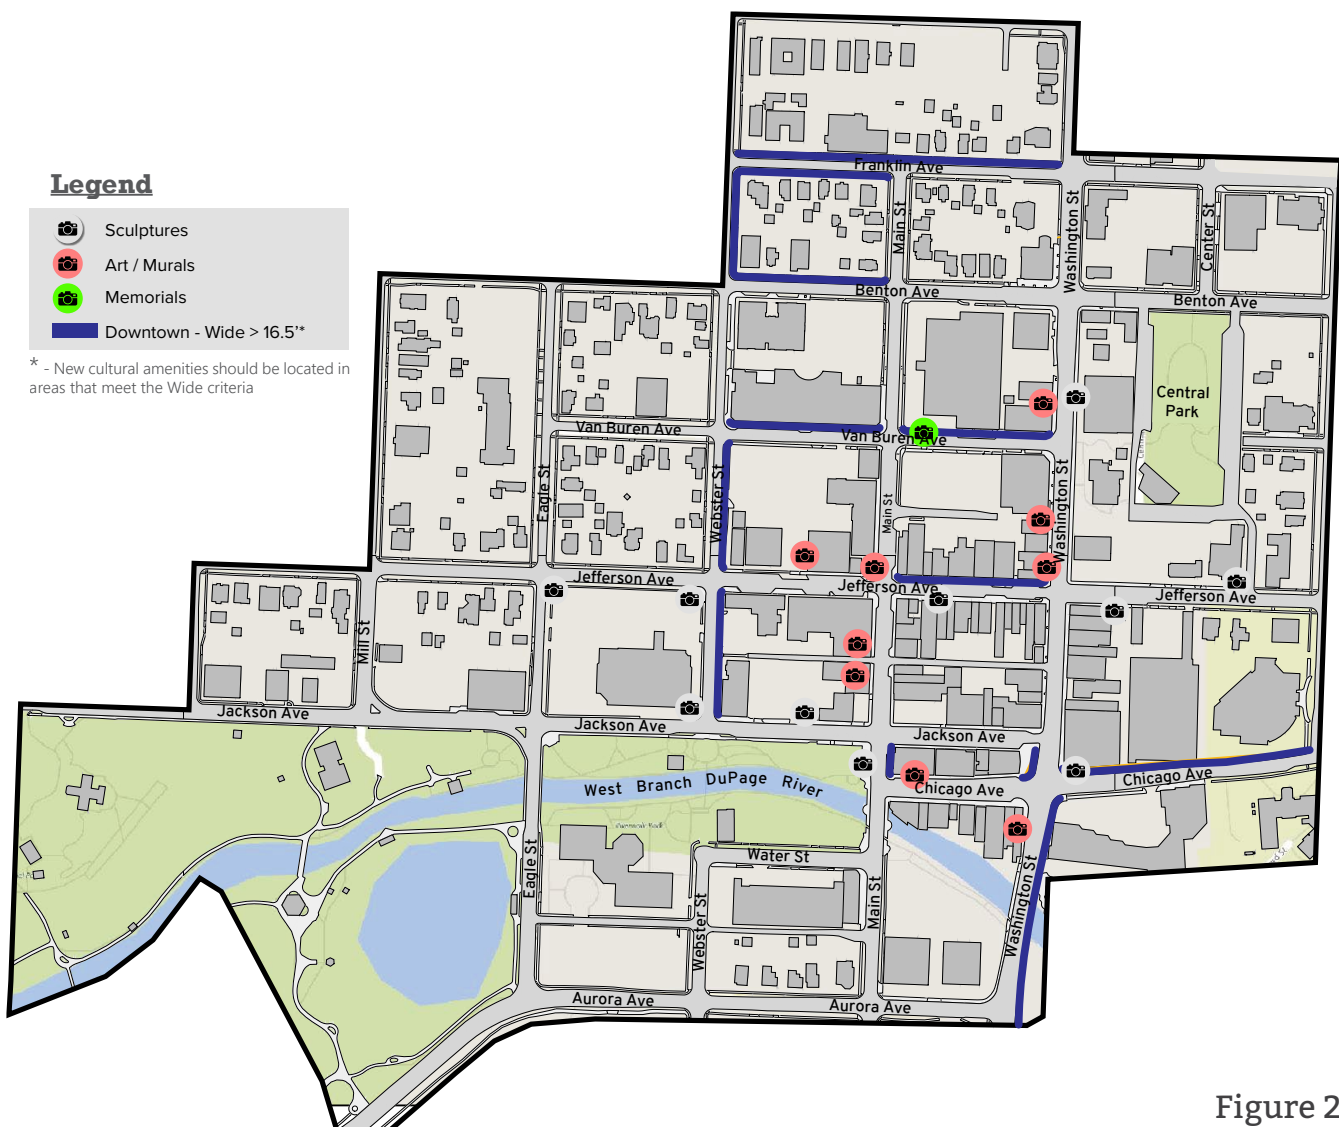 Legend
Sculptures
Art / Murals
Memorials
Downtown - Wide > 16.5'*
* - New cultural amenities should be located in
areas that meet the Wide criteria
Franklin Ave
Main St
Washington St
Center St
Benton Ave
Benton Ave
Central
Park
Van Buren Ave
Van Buren Ave
Eagle St
Webster St
Main St
Washington St
Jefferson Ave
Jefferson Ave
Jefferson Ave
Mill St
Jackson Ave
Jackson Ave
Jackson Ave
Chicago Ave
Chicago Ave
West Branch DuPage River
Water St
Eagle St
Webster St
Main St
Washington St
Aurora Ave
Aurora Ave
Figure 2